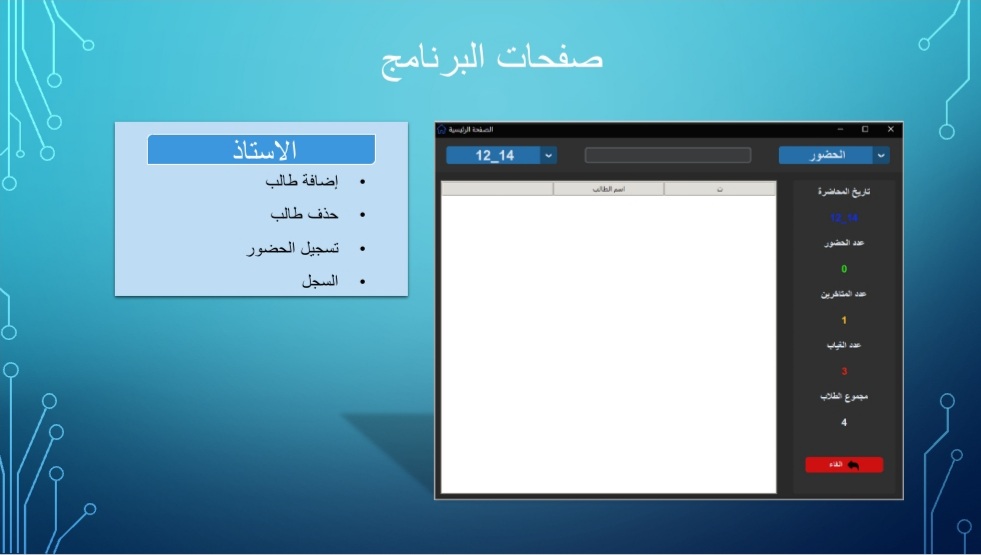 صفحات البرنامج
الاستاذ
• إضافة طالب
• حذف طالب
• تسجيل الحضور
• السجل
الصفحة الرئيسية
الحضور
12_14
ت
اسم الطالب
تاريخ المحاضرة
12_14
عدد الحضور
0
عدد المتاخرين
1
عدد الغياب
3
مجموع الطلاب
4
الغاء